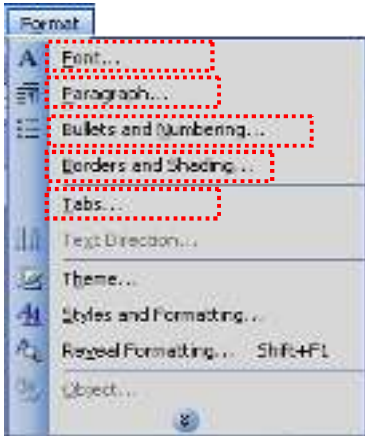 Format
Font...
Paragraph...
Bullets and Numbering...
Borders and Shading...
Tabs...
Text Direction...
Theme...
Styles and Formatting...
Reveal Formatting... Shift+F1
Object...